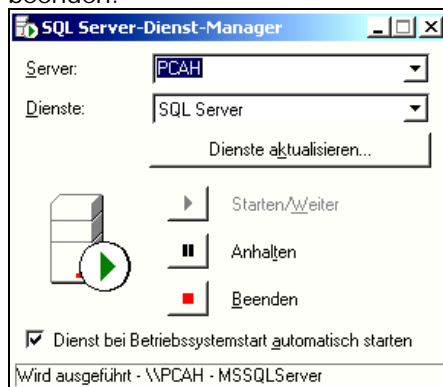 beenden.
SQL Server-Dienst-Manager
Server: PCAH
Dienste: SQL Server
Dienste aktualisieren...
Starten/Weiter
Anhalten
Beenden
Dienst bei Betriebssystemstart automatisch starten
Wird ausgeführt - \\PCAH - MSSQLServer